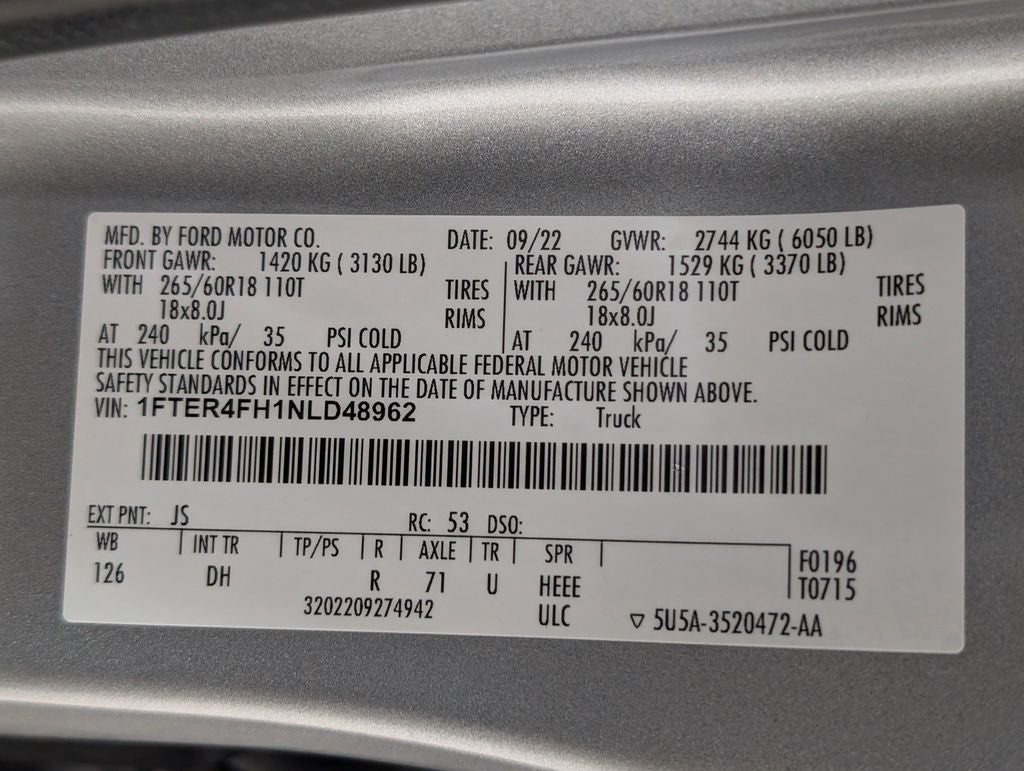 MFD. BY FORD MOTOR CO. DATE: 09/22 GVWR: 2744 KG ( 6050 LB)
FRONT GAWR: 1420 KG ( 3130 LB) REAR GAWR: 1529 KG ( 3370 LB)
WITH 265/60R18 110T TIRES WITH 265/60R18 110T TIRES
18x8.0J RIMS 18x8.0J RIMS
AT 240 kPa/ 35 PSI COLD AT 240 kPa/ 35 PSI COLD
THIS VEHICLE CONFORMS TO ALL APPLICABLE FEDERAL MOTOR VEHICLE
SAFETY STANDARDS IN EFFECT ON THE DATE OF MANUFACTURE SHOWN ABOVE.
VIN: 1FTER4FH1NLD48962 TYPE: Truck
EXT PNT: JS RC: 53 DSO:
WB INT TR TP/PS R AXLE TR SPR F0196
126 DH R 71 U HEEE T0715
3202209274942 ULC ▽ 5U5A-3520472-AA